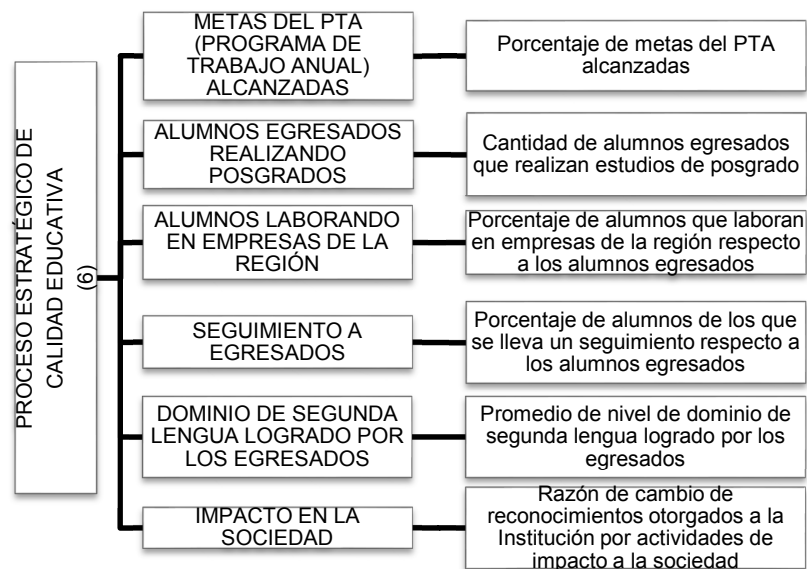 PROCESO ESTRATÉGICO DE
CALIDAD EDUCATIVA
(6)
METAS DEL PTA
(PROGRAMA DE
TRABAJO ANUAL)
ALCANZADAS
Porcentaje de metas del PTA
alcanzadas
ALUMNOS EGRESADOS
REALIZANDO
POSGRADOS
Cantidad de alumnos egresados
que realizan estudios de posgrado
ALUMNOS LABORANDO
EN EMPRESAS DE LA
REGIÓN
Porcentaje de alumnos que laboran
en empresas de la región respecto
a los alumnos egresados
SEGUIMIENTO A
EGRESADOS
Porcentaje de alumnos de los que
se lleva un seguimiento respecto a
los alumnos egresados
DOMINIO DE SEGUNDA
LENGUA LOGRADO POR
LOS EGRESADOS
Promedio de nivel de dominio de
segunda lengua logrado por los
egresados
IMPACTO EN LA
SOCIEDAD
Razón de cambio de
reconocimientos otorgados a la
Institución por actividades de
impacto a la sociedad